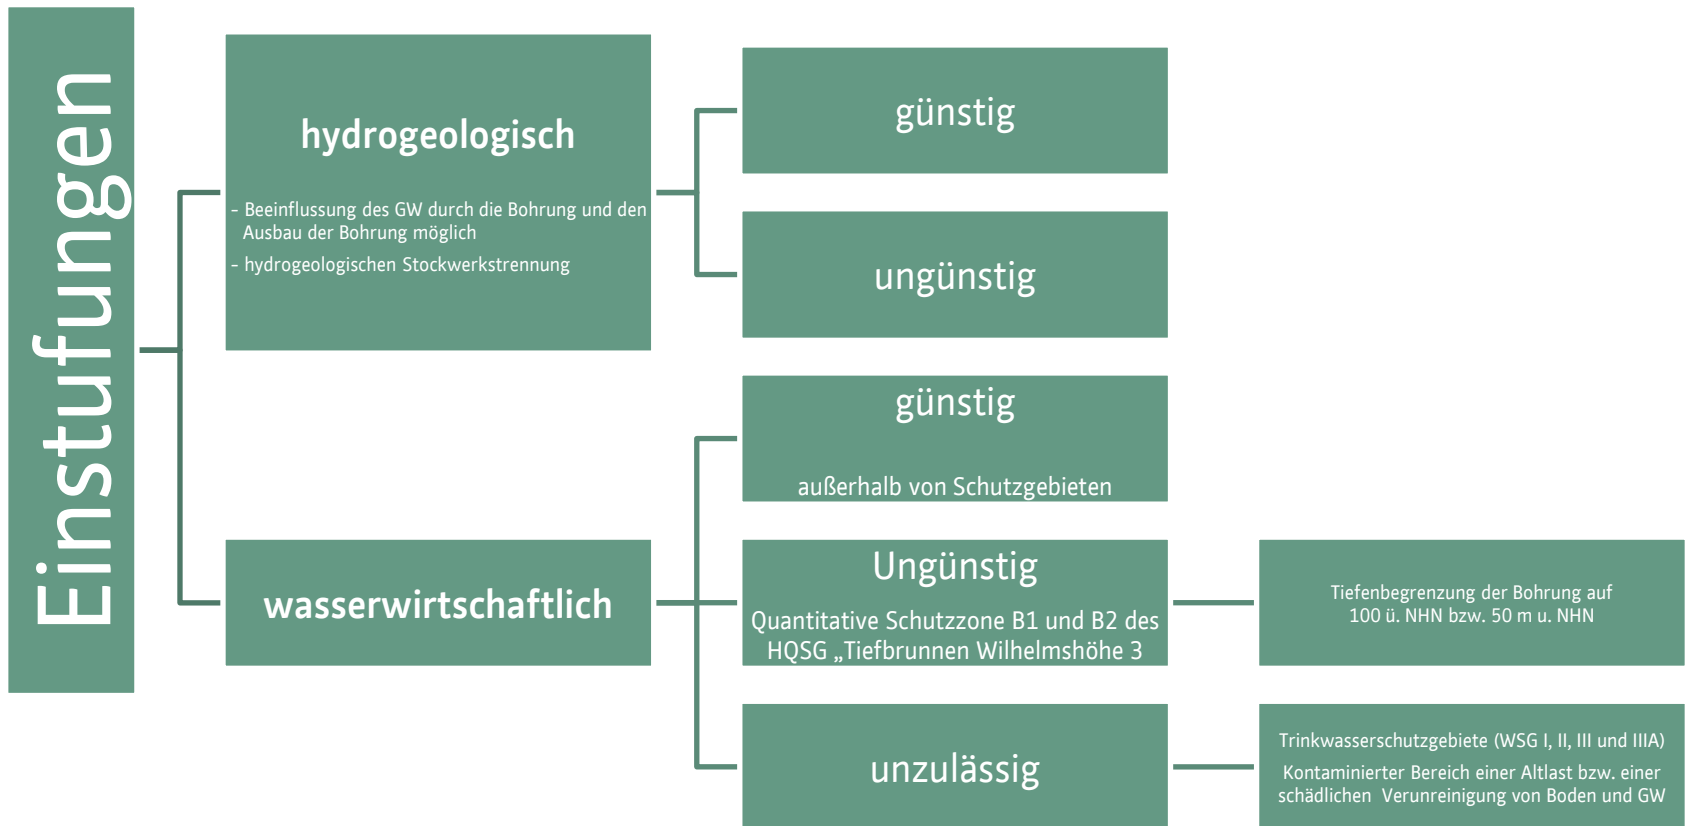 Einstufungen
hydrogeologisch
- Beeinflussung des GW durch die Bohrung und den
Ausbau der Bohrung möglich
- hydrogeologischen Stockwerkstrennung
günstig
ungünstig
wasserwirtschaftlich
günstig
außerhalb von Schutzgebieten
Ungünstig
Quantitative Schutzzone B1 und B2 des
HQSG „Tiefbrunnen Wilhelmshöhe 3
Tiefenbegrenzung der Bohrung auf
100 ü. NHN bzw. 50 m u. NHN
unzulässig
Trinkwasserschutzgebiete (WSG I, II, III und IIIA)
Kontaminierter Bereich einer Altlast bzw. einer
schädlichen Verunreinigung von Boden und GW